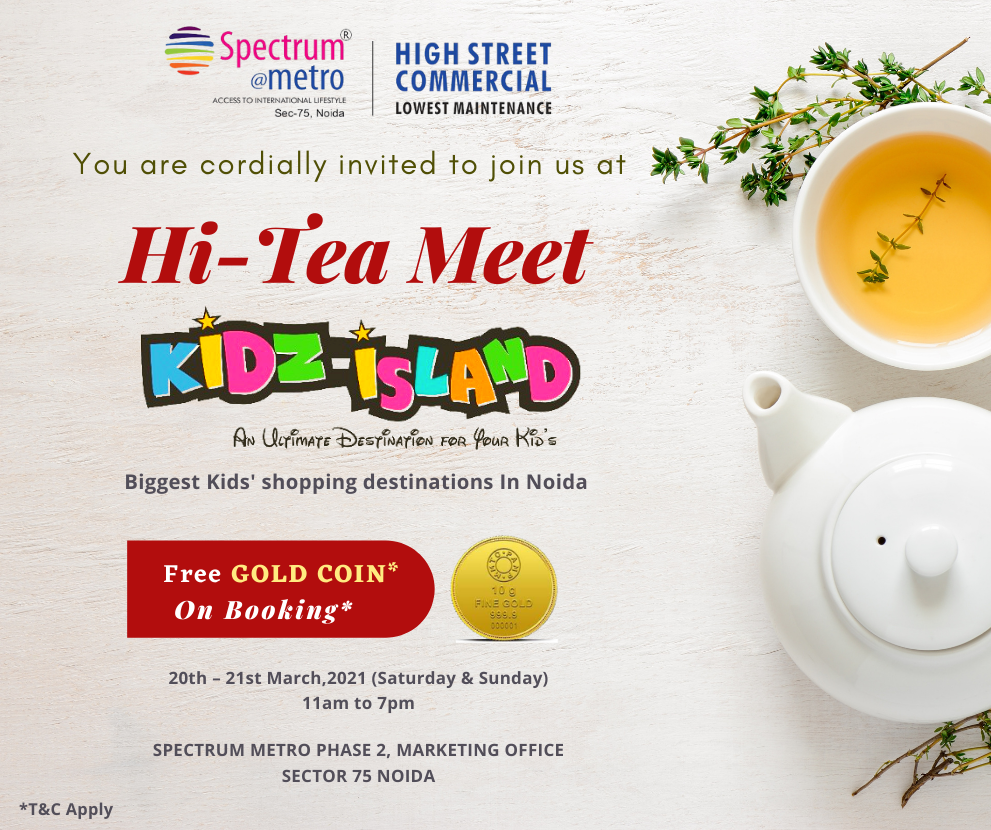 Spectrum®
@metro
ACCESS TO INTERNATIONAL LIFESTYLE
Sec-75, Noida
HIGH STREET
COMMERCIAL
LOWEST MAINTENANCE
You are cordially invited to join us at
Hi-Tea Meet
KIDZ-ISLAND
An Ultimate Destination for Your Kid's
Biggest Kids' shopping destinations In Noida
Free GOLD COIN*
On Booking*
10 g
FINE GOLD
999.9
000001
20th – 21st March,2021 (Saturday & Sunday)
11am to 7pm
SPECTRUM METRO PHASE 2, MARKETING OFFICE
SECTOR 75 NOIDA
*T&C Apply